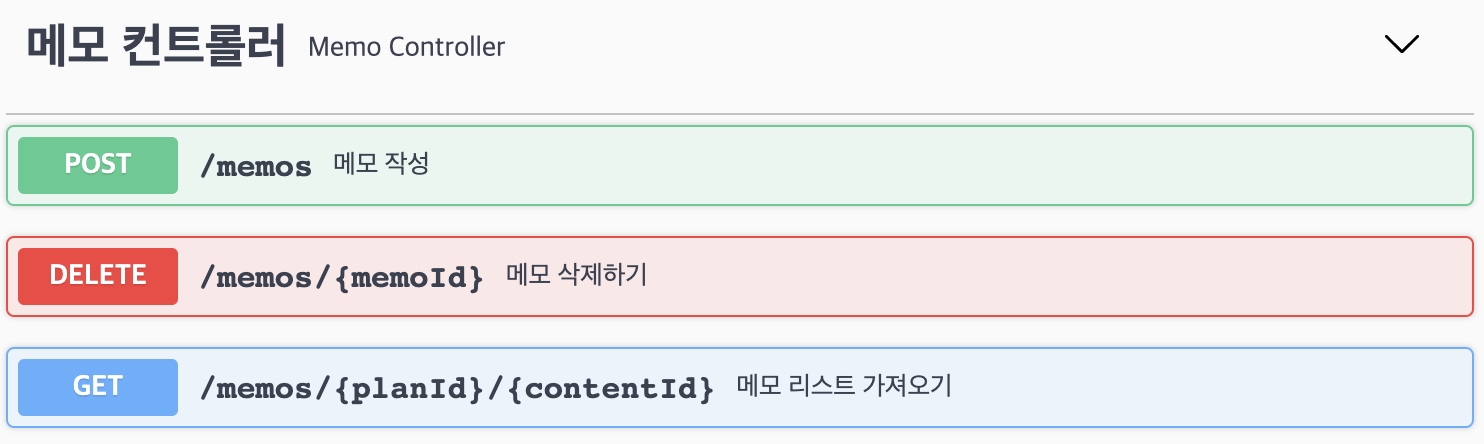 메모 컨트롤러 Memo Controller
POST /memos 메모 작성
DELETE /memos/{memoId} 메모 삭제하기
GET /memos/{planId}/{contentId} 메모 리스트 가져오기